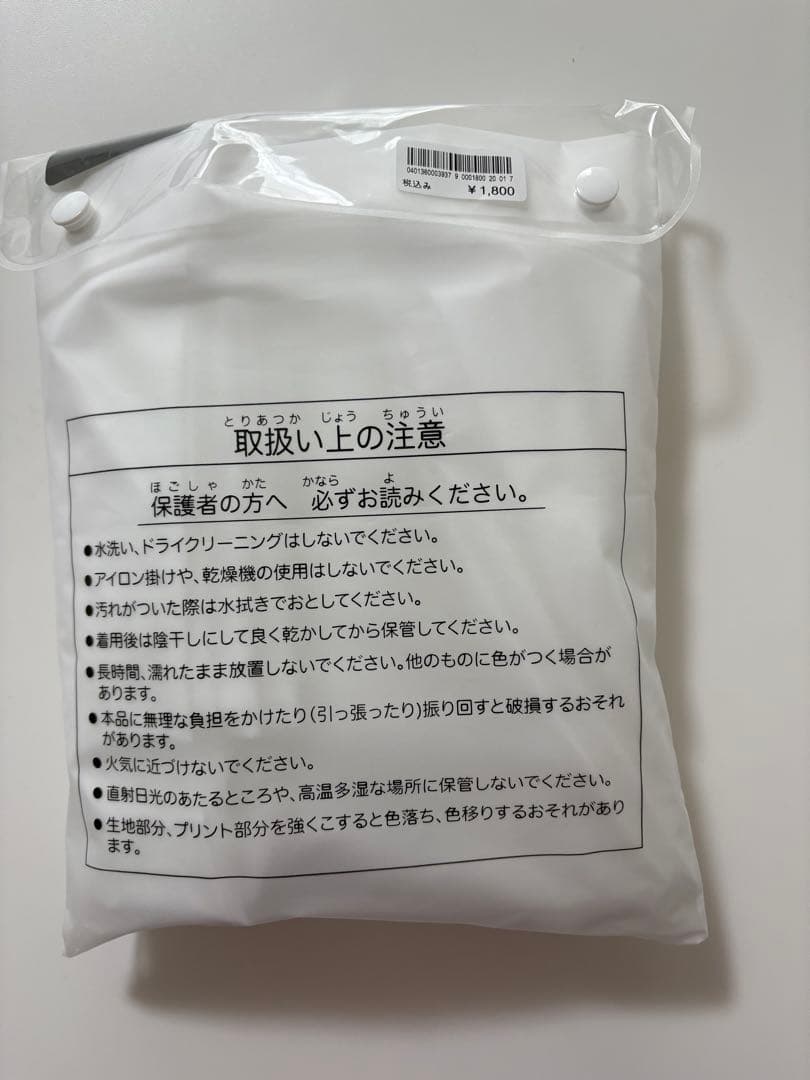 0401360003937 9 0001800 20 01 7
税込み ¥1,800
とりあつか じょう ちゅうい
取扱い上の注意
ほごしゃ かた かなら よ
保護者の方へ 必ずお読みください。
●水洗い、ドライクリーニングはしないでください。
●アイロン掛けや、乾燥機の使用はしないでください。
●汚れがついた際は水拭きでおとしてください。
●着用後は陰干しにして良く乾かしてから保管してください。
●長時間、濡れたまま放置しないでください。他のものに色がつく場合が
あります。
●本品に無理な負担をかけたり(引っ張ったり)振り回すと破損するおそれ
があります。
●火気に近づけないでください。
●直射日光のあたるところや、高温多湿な場所に保管しないでください。
●生地部分、プリント部分を強くこすると色落ち、色移りするおそれがあり
ます。